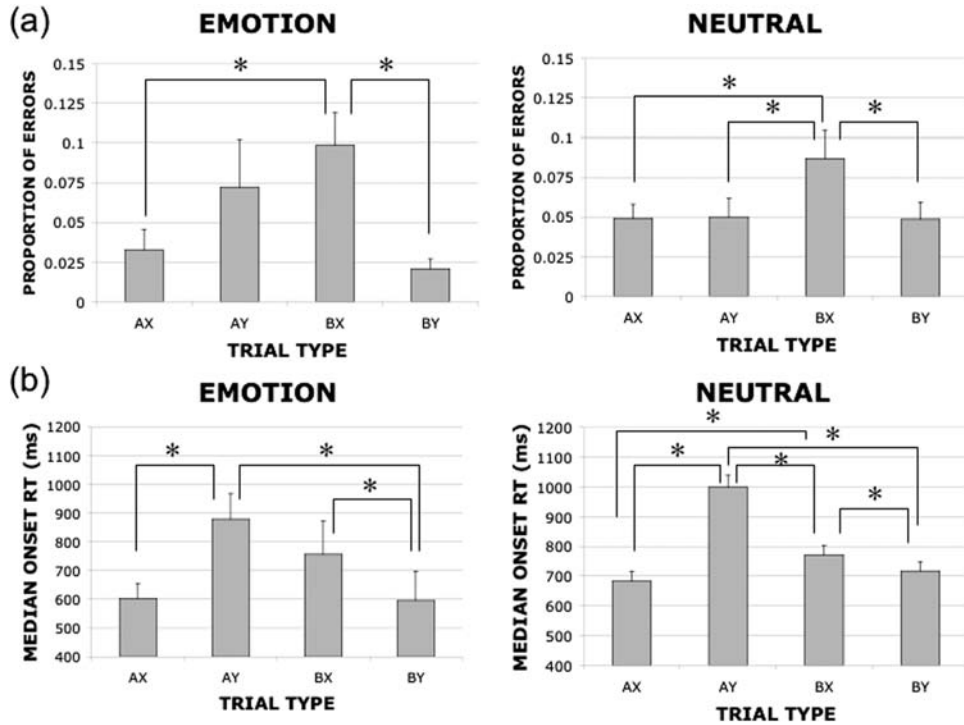 (a)
EMOTION
PROPORTION OF ERRORS
0.15
0.125
0.1
0.075
0.05
0.025
0
*
*
AX AY BX BY
TRIAL TYPE
NEUTRAL
PROPORTION OF ERRORS
0.15
0.125
0.1
0.075
0.05
0.025
0
*
*
*
AX AY BX BY
TRIAL TYPE
(b)
EMOTION
MEDIAN ONSET RT (ms)
1200
1100
1000
900
800
700
600
500
400
*
*
*
AX AY BX BY
TRIAL TYPE
NEUTRAL
MEDIAN ONSET RT (ms)
1200
1100
1000
900
800
700
600
500
400
*
*
*
*
*
AX AY BX BY
TRIAL TYPE